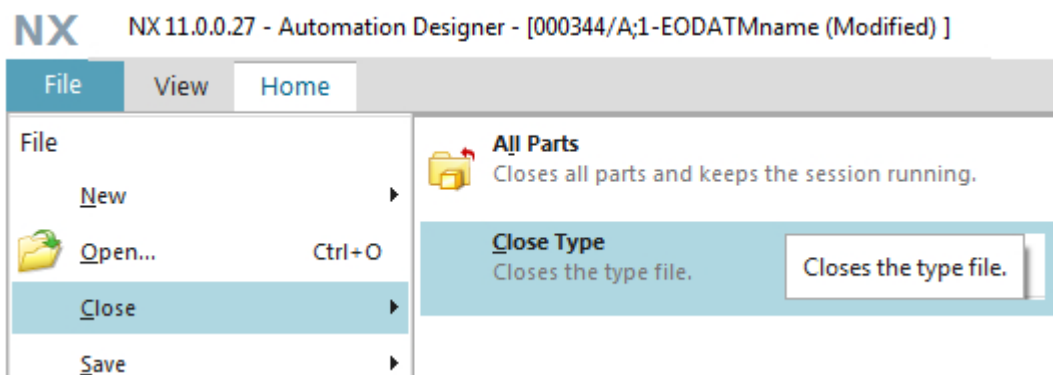 NX NX 11.0.0.27 - Automation Designer - [000344/A;1-EODATMname (Modified) ]
File View Home
File
New
Open... Ctrl+O
Close
Save
All Parts
Closes all parts and keeps the session running.
Close Type
Closes the type file.
Closes the type file.